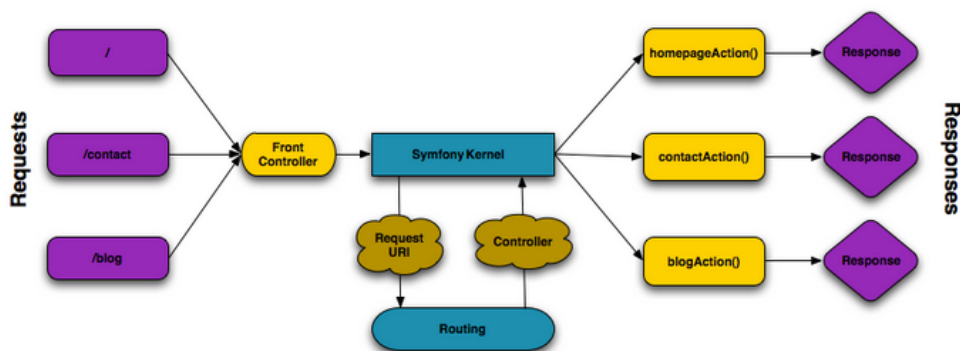 Requests
/
/contact
/blog
Front
Controller
Symfony Kernel
Request
URI
Controller
Routing
homepageAction()
contactAction()
blogAction()
Response
Response
Response
Responses